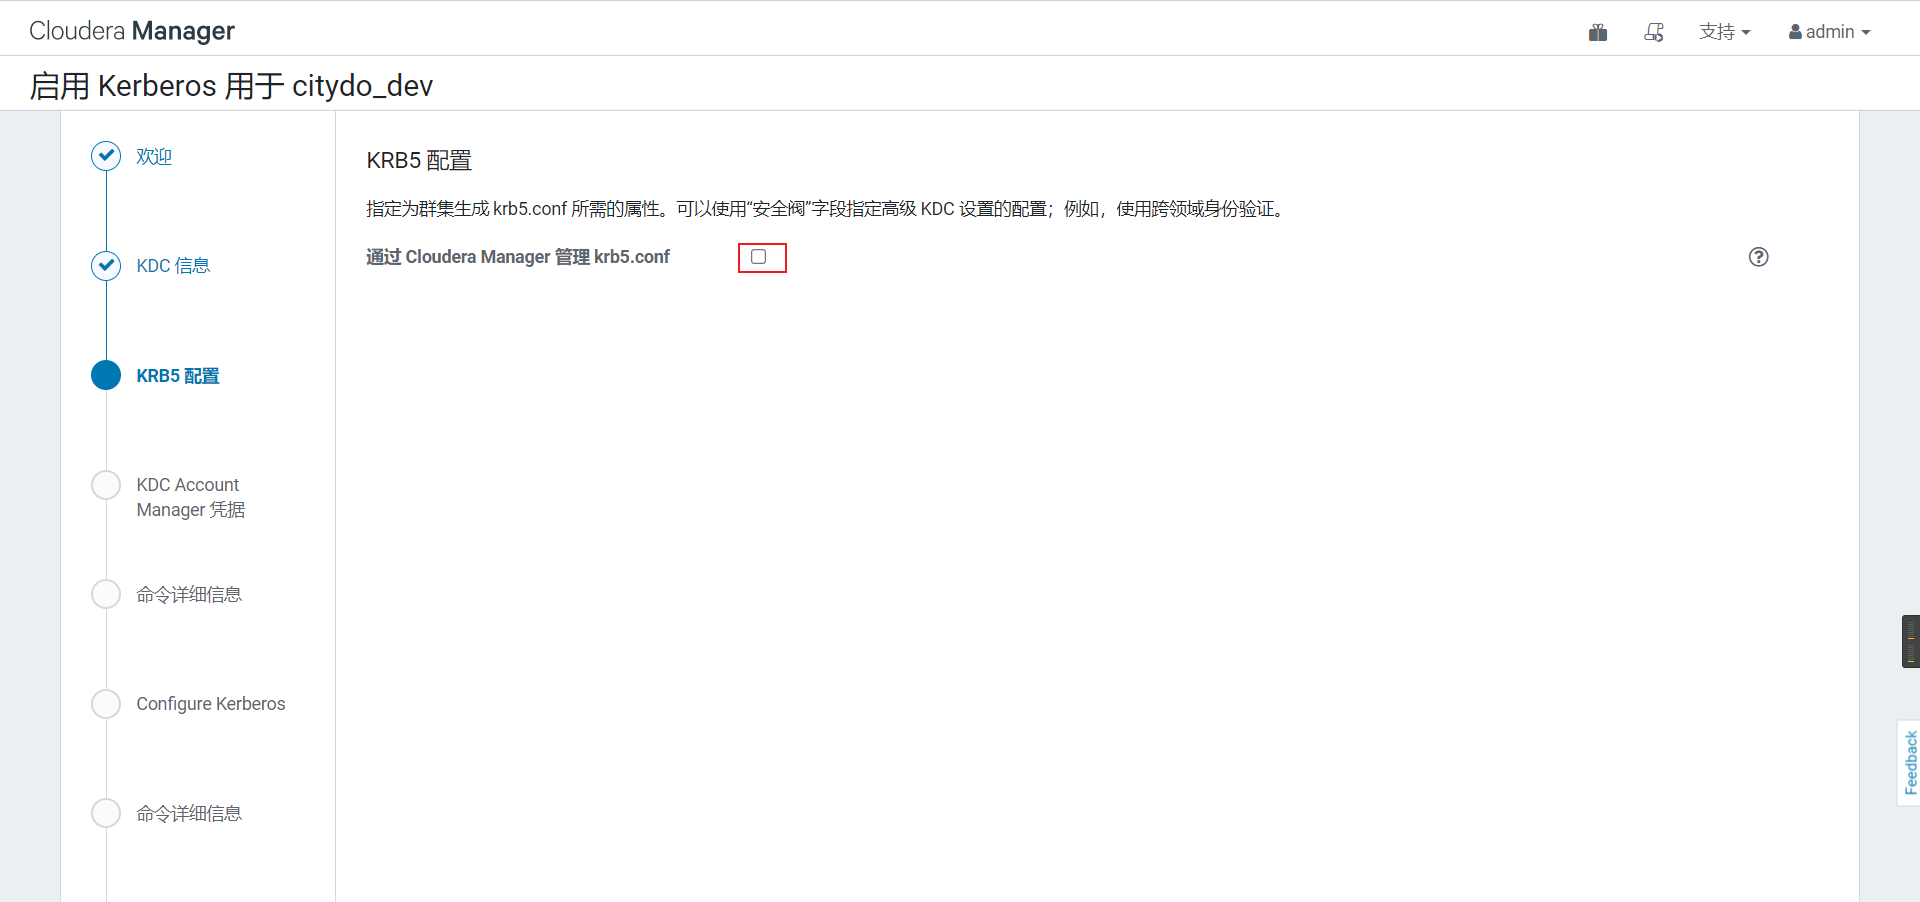 Cloudera Manager
支持
admin
启用 Kerberos 用于 citydo_dev
欢迎
KDC 信息
KRB5 配置
KDC Account
Manager 凭据
命令详细信息
Configure Kerberos
命令详细信息
KRB5 配置
指定为群集生成 krb5.conf 所需的属性。可以使用“安全阀”字段指定高级 KDC 设置的配置；例如，使用跨领域身份验证。
通过 Cloudera Manager 管理 krb5.conf
Feedback